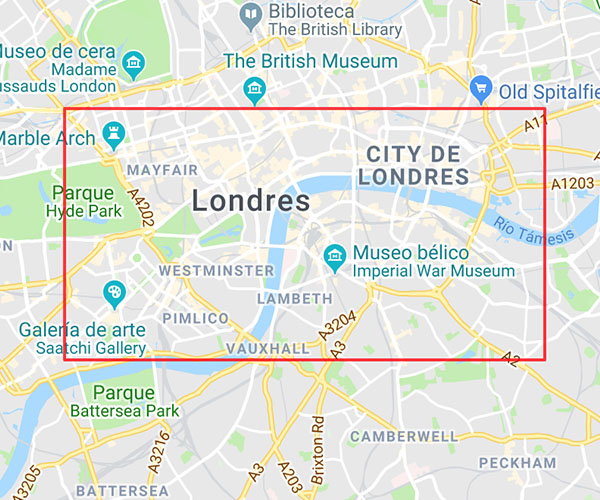 Biblioteca
The British Library
Museo de cera
Madame
ussauds London
The British Museum
Old Spitalfie
Marble Arch
A11
MAYFAIR
CITY DE
LONDRES
Parque
Hyde Park
A4202
Londres
A1203
Río Támesis
Museo bélico
Imperial War Museum
WESTMINSTER
LAMBETH
PIMLICO
Galería de arte
Saatchi Gallery
A3204
A3
VAUXHALL
A2
Parque
Battersea Park
Brixton Rd
CAMBERWELL
A3216
PECKHAM
A3205
A3
A203
BATTERSEA